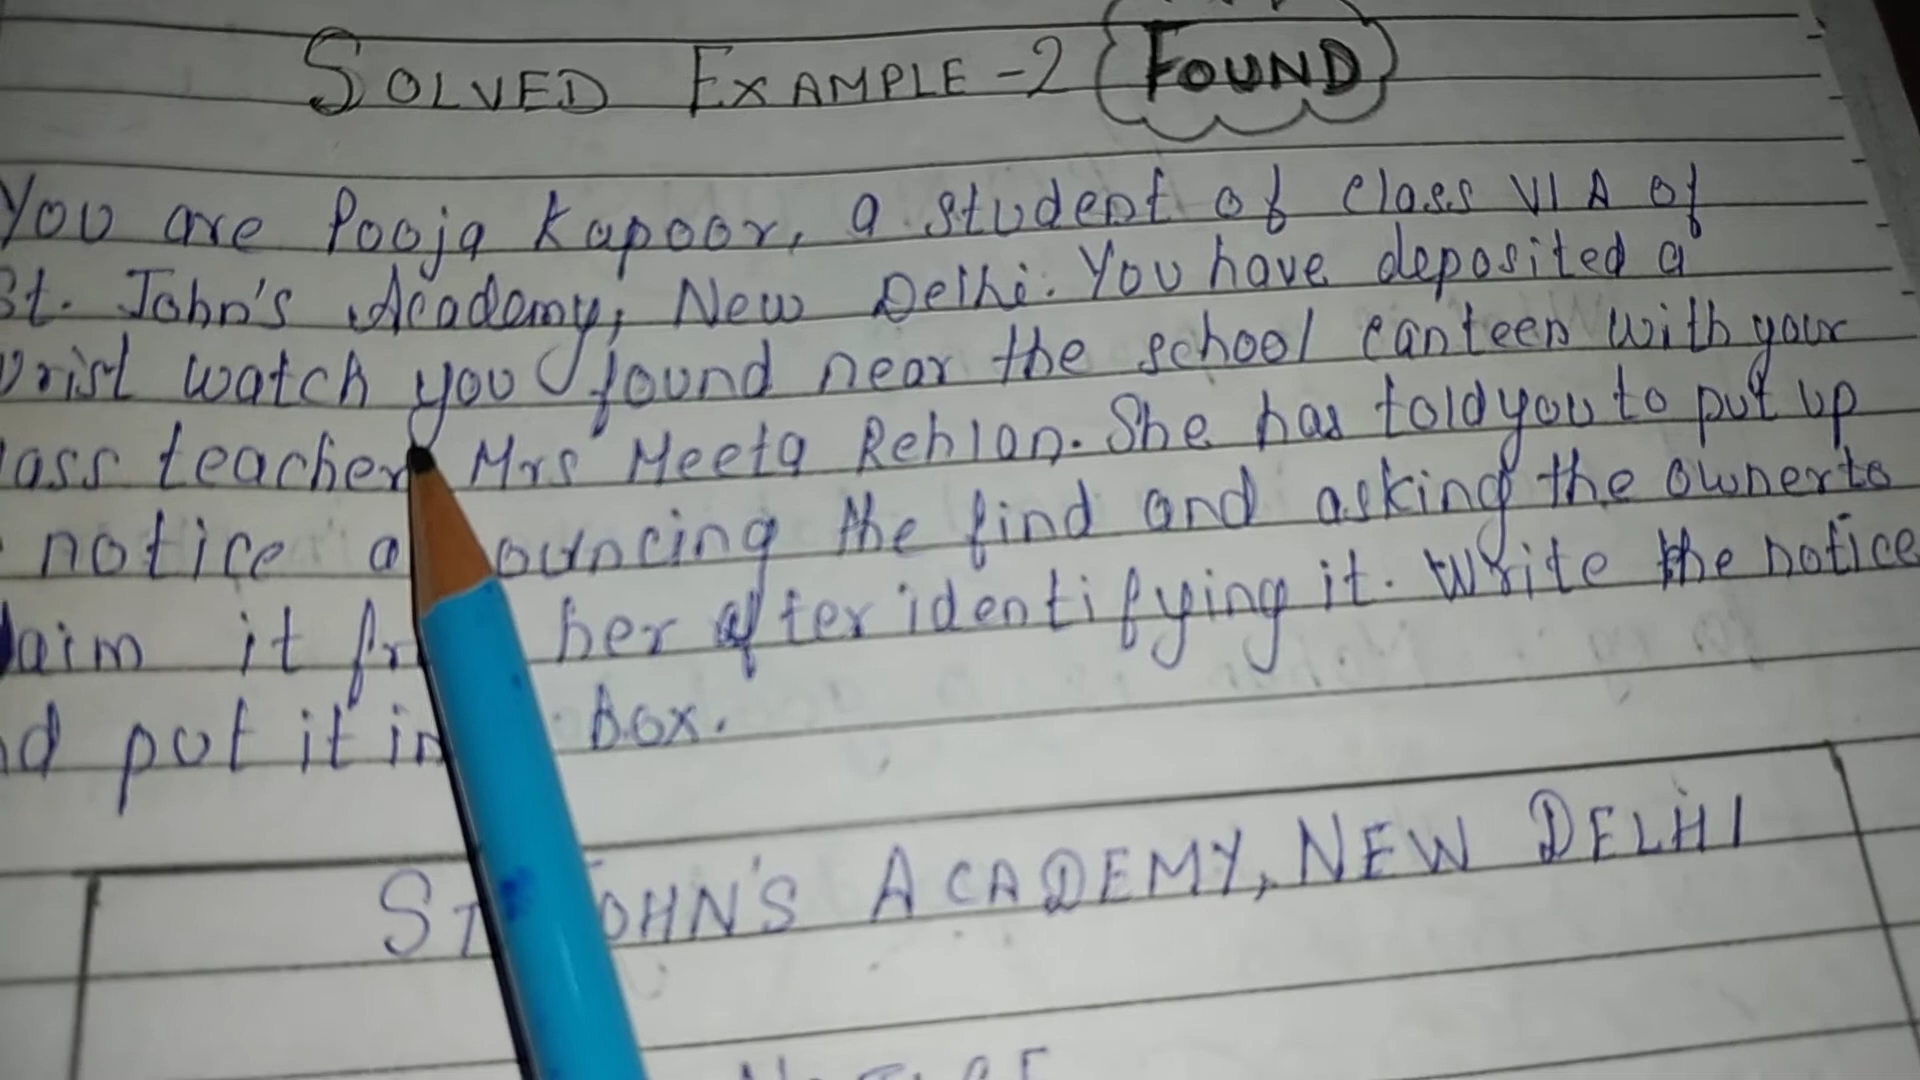 SOLVED EXAMPLE -2 FOUND
You are Pooja Kapoor, a student of class VI A of
St. John's Academy, New Delhi. You have deposited a
wrist watch you found near the school canteen with your
lass teacher Mrs Meeta Rehlan. She has told you to put up
notice a ouncing the find and asking the owner to
laim it fr her after identifying it. Write the notice
d put it in box.
ST OHN'S ACADEMY, NEW DELHI